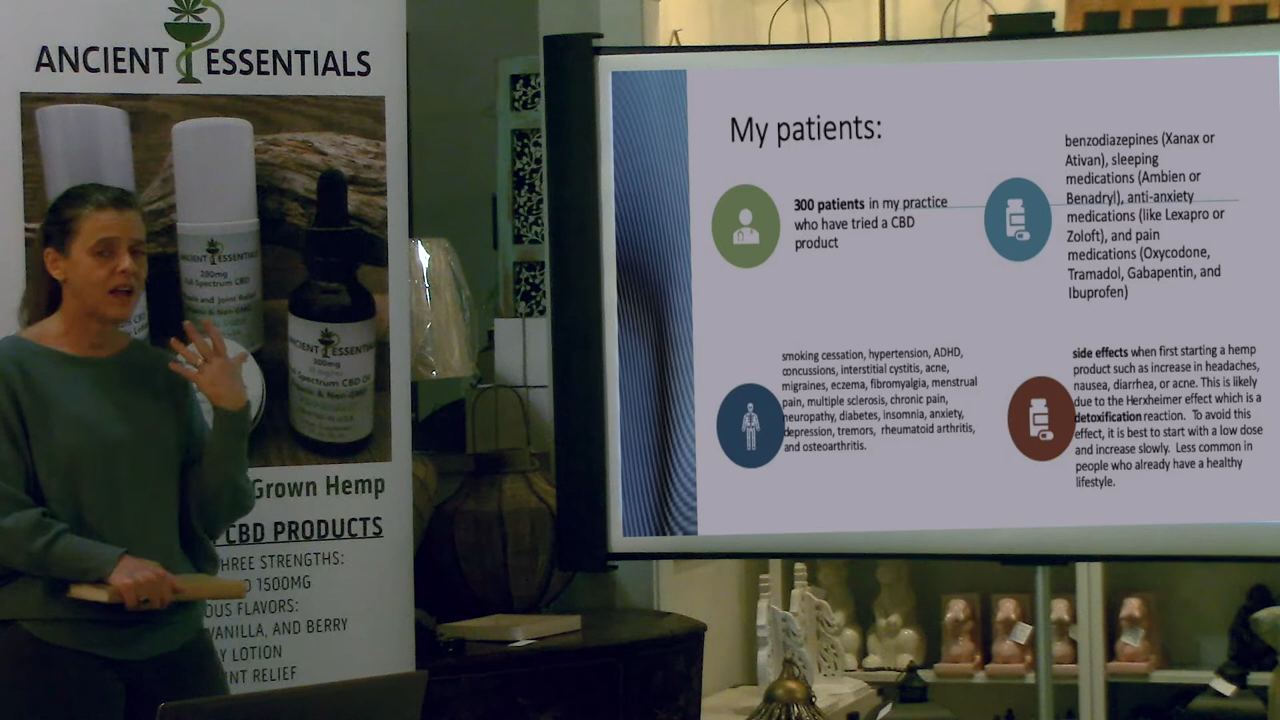 ANCIENT ESSENTIALS
ANCIENT ESSENTIALS
200mg
Full Spectrum CBD
and Joint Relief
& Non-GMO
ANCIENT ESSENTIALS
300mg
Full Spectrum CBD Oil
Organic & Non-GMO
Grown Hemp
CBD PRODUCTS
THREE STRENGTHS:
1500MG
FLAVORS:
VANILLA, AND BERRY
LOTION
RELIEF
My patients:
300 patients in my practice
who have tried a CBD
product
benzodiazepines (Xanax or
Ativan), sleeping
medications (Ambien or
Benadryl), anti-anxiety
medications (like Lexapro or
Zoloft), and pain
medications (Oxycodone,
Tramadol, Gabapentin, and
Ibuprofen)
smoking cessation, hypertension, ADHD,
concussions, interstitial cystitis, acne,
migraines, eczema, fibromyalgia, menstrual
pain, multiple sclerosis, chronic pain,
neuropathy, diabetes, insomnia, anxiety,
depression, tremors, rheumatoid arthritis,
and osteoarthritis.
side effects when first starting a hemp
product such as increase in headaches,
nausea, diarrhea, or acne. This is likely
due to the Herxheimer effect which is a
detoxification reaction. To avoid this
effect, it is best to start with a low dose
and increase slowly. Less common in
people who already have a healthy
lifestyle.